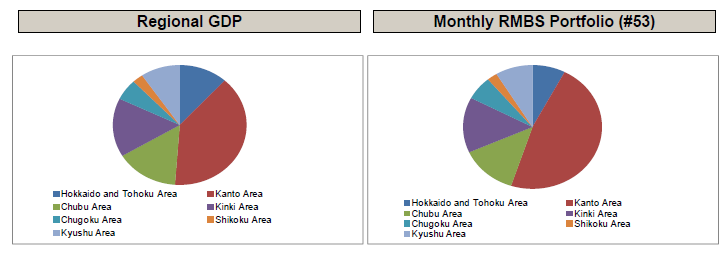 Regional GDP
Monthly RMBS Portfolio (#53)
Hokkaido and Tohoku Area
Kanto Area
Chubu Area
Kinki Area
Chugoku Area
Shikoku Area
Kyushu Area
Hokkaido and Tohoku Area
Kanto Area
Chubu Area
Kinki Area
Chugoku Area
Shikoku Area
Kyushu Area